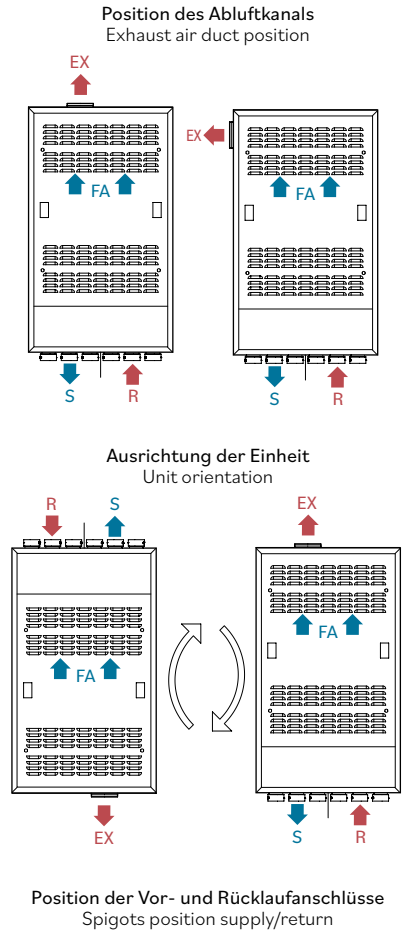 Position des Abluftkanals
Exhaust air duct position
EX
EX
FA
FA
S
R
S
R
Ausrichtung der Einheit
Unit orientation
R
S
EX
FA
FA
EX
S
R
Position der Vor- und Rücklaufanschlüsse
Spigots position supply/return